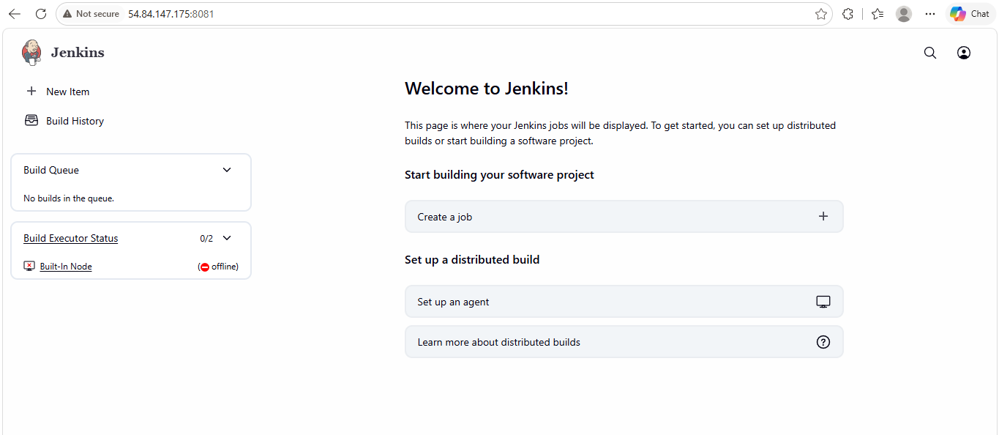 Not secure 54.84.147.175:8081 Chat
Jenkins
New Item
Build History
Build Queue
No builds in the queue.
Build Executor Status 0/2
Built-In Node (offline)
Welcome to Jenkins!
This page is where your Jenkins jobs will be displayed. To get started, you can set up distributed
builds or start building a software project.
Start building your software project
Create a job
Set up a distributed build
Set up an agent
Learn more about distributed builds